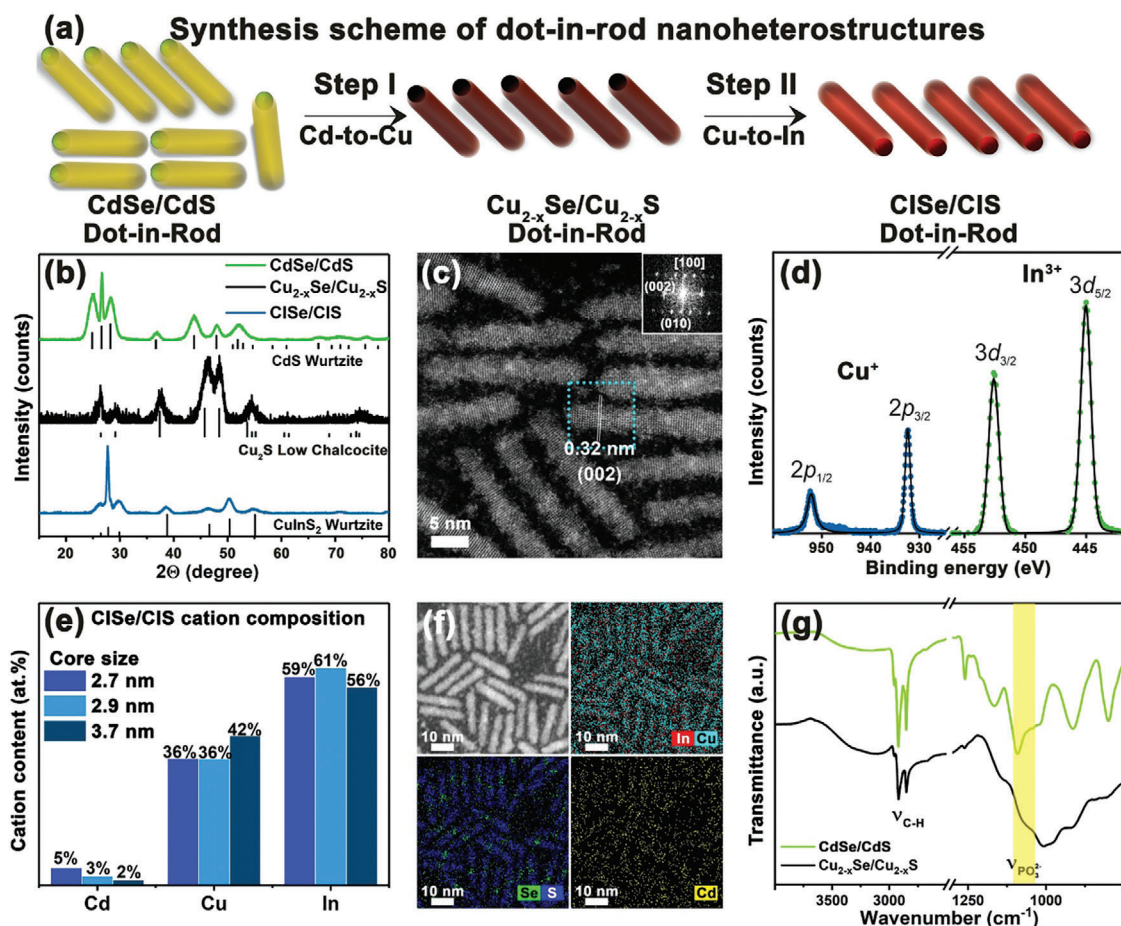 (a) Synthesis scheme of dot-in-rod nanoheterostructures
Step I
Cd-to-Cu
Step II
Cu-to-In
CdSe/CdS
Dot-in-Rod
Cu2-xSe/Cu2-xS
Dot-in-Rod
CISe/CIS
Dot-in-Rod
(b)
CdSe/CdS
Cu2-xSe/Cu2-xS
CISe/CIS
CdS Wurtzite
Cu2S Low Chalcocite
CuInS2 Wurtzite
Intensity (counts)
20 30 40 50 60 70 80
2Θ (degree)
(c)
[100]
(002)
(010)
0.32 nm
(002)
5 nm
(d)
In3+
3d5/2
3d3/2
Cu+
2p3/2
2p1/2
Intensity (counts)
950 940 930 455 450 445
Binding energy (eV)
(e) CISe/CIS cation composition
Core size
2.7 nm
2.9 nm
3.7 nm
59% 61% 56%
36% 36% 42%
5% 3% 2%
Cation content (at.%)
Cd Cu In
(f)
10 nm
10 nm
In Cu
10 nm
Se S
10 nm
Cd
(g)
Transmittance (a.u.)
νC-H
νPO32-
CdSe/CdS
Cu2-xSe/Cu2-xS
3500 3000 1250 1000
Wavenumber (cm-1)